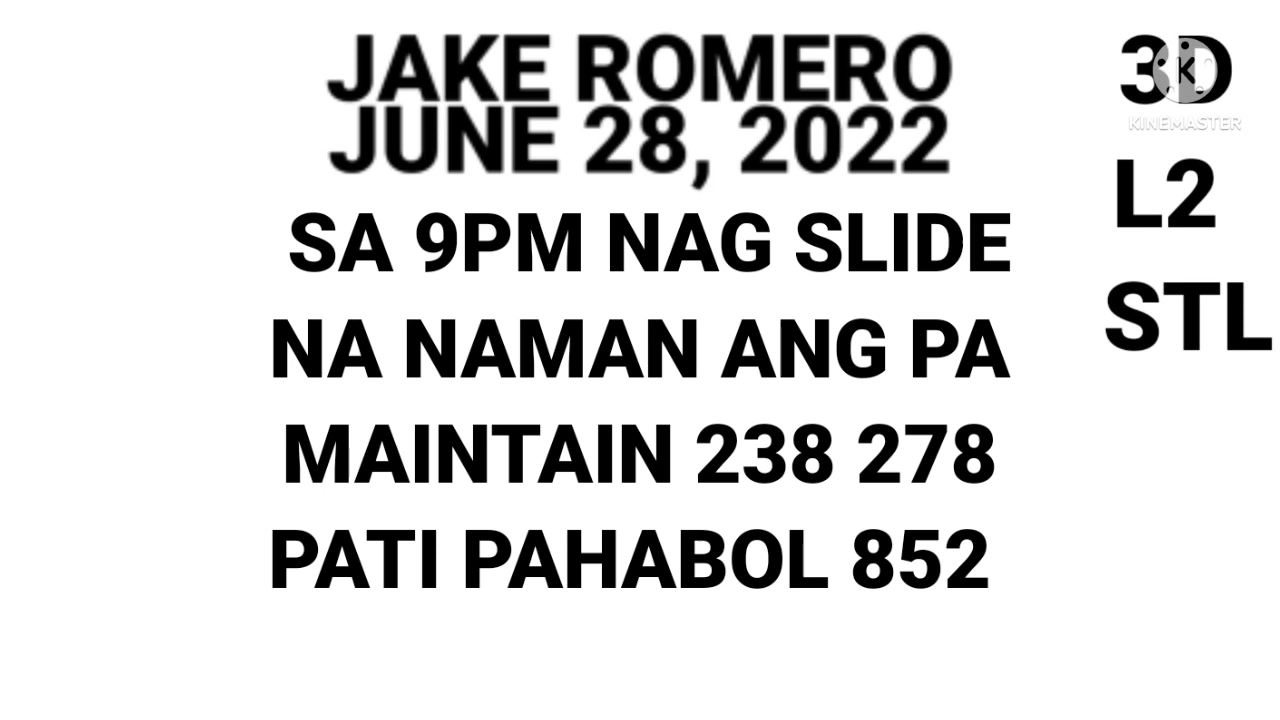 JAKE ROMERO
JUNE 28, 2022
SA 9PM NAG SLIDE
NA NAMAN ANG PA
MAINTAIN 238 278
PATI PAHABOL 852
3D
K
KINEMASTER
L2
STL